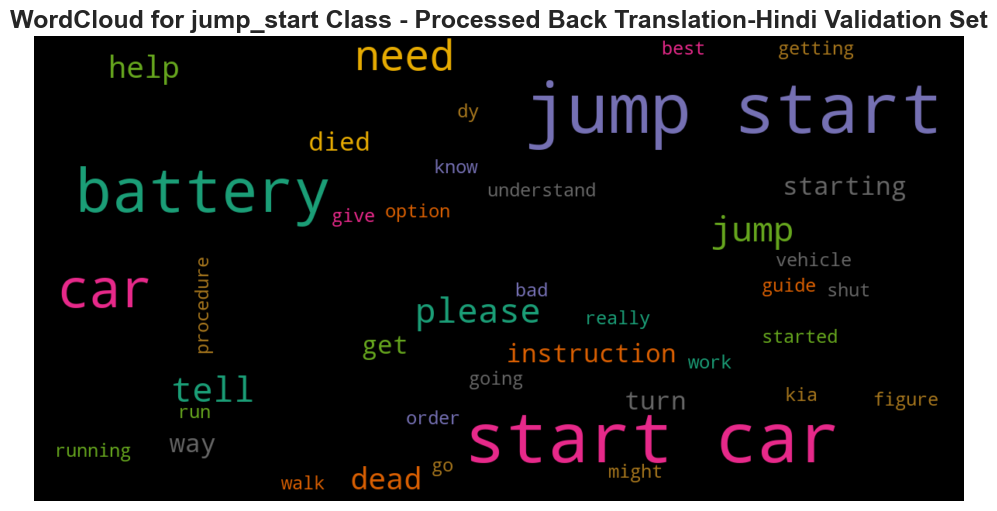 WordCloud for jump_start Class - Processed Back Translation-Hindi Validation Set
need
best
getting
help
jump start
dy
died
know
battery
understand
starting
give
option
jump
vehicle
car
procedure
bad
guide
shut
please
really
started
get
instruction
work
going
tell
turn
kia
figure
run
order
start car
way
running
go
might
walk
dead